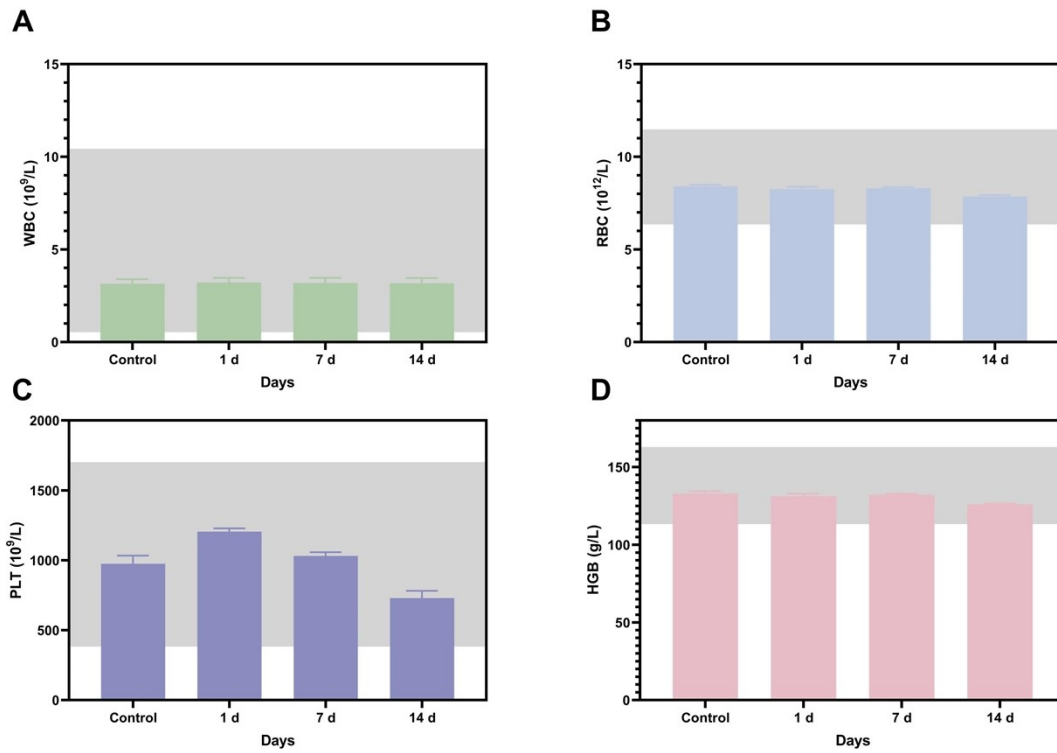 A
WBC (10⁹/L)
15
10
5
0
Control 1 d 7 d 14 d
Days
B
RBC (10¹²/L)
15
10
5
0
Control 1 d 7 d 14 d
Days
C
PLT (10⁹/L)
2000
1500
1000
500
0
Control 1 d 7 d 14 d
Days
D
HGB (g/L)
150
100
50
0
Control 1 d 7 d 14 d
Days